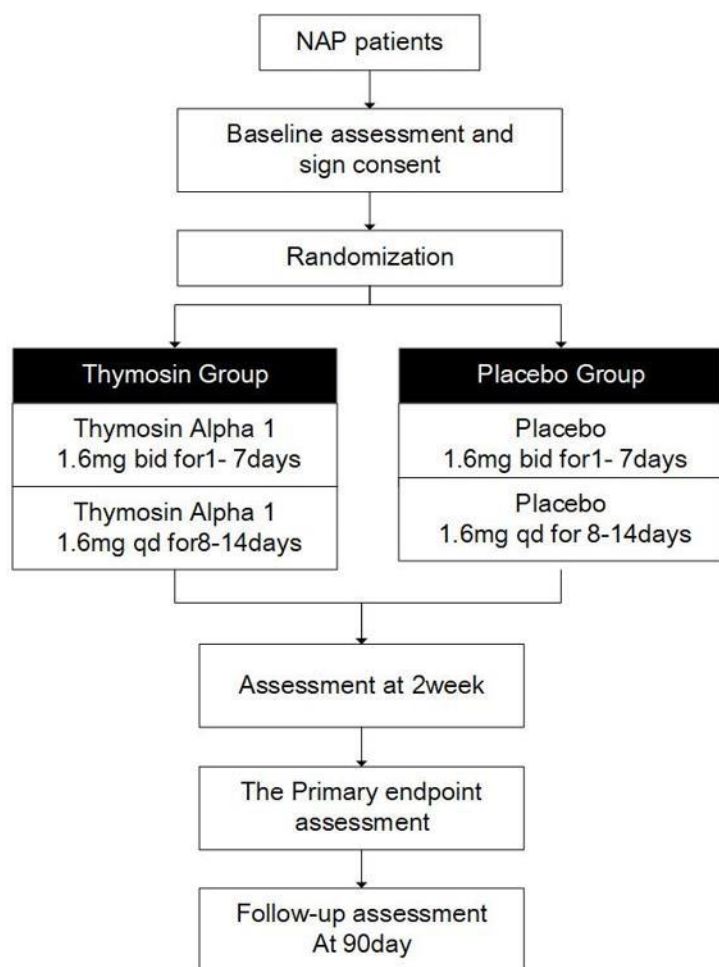 NAP patients
Baseline assessment and
sign consent
Randomization
Thymosin Group
Thymosin Alpha 1
1.6mg bid for1- 7days
Thymosin Alpha 1
1.6mg qd for8-14days
Placebo Group
Placebo
1.6mg bid for1- 7days
Placebo
1.6mg qd for 8-14days
Assessment at 2week
The Primary endpoint
assessment
Follow-up assessment
At 90day